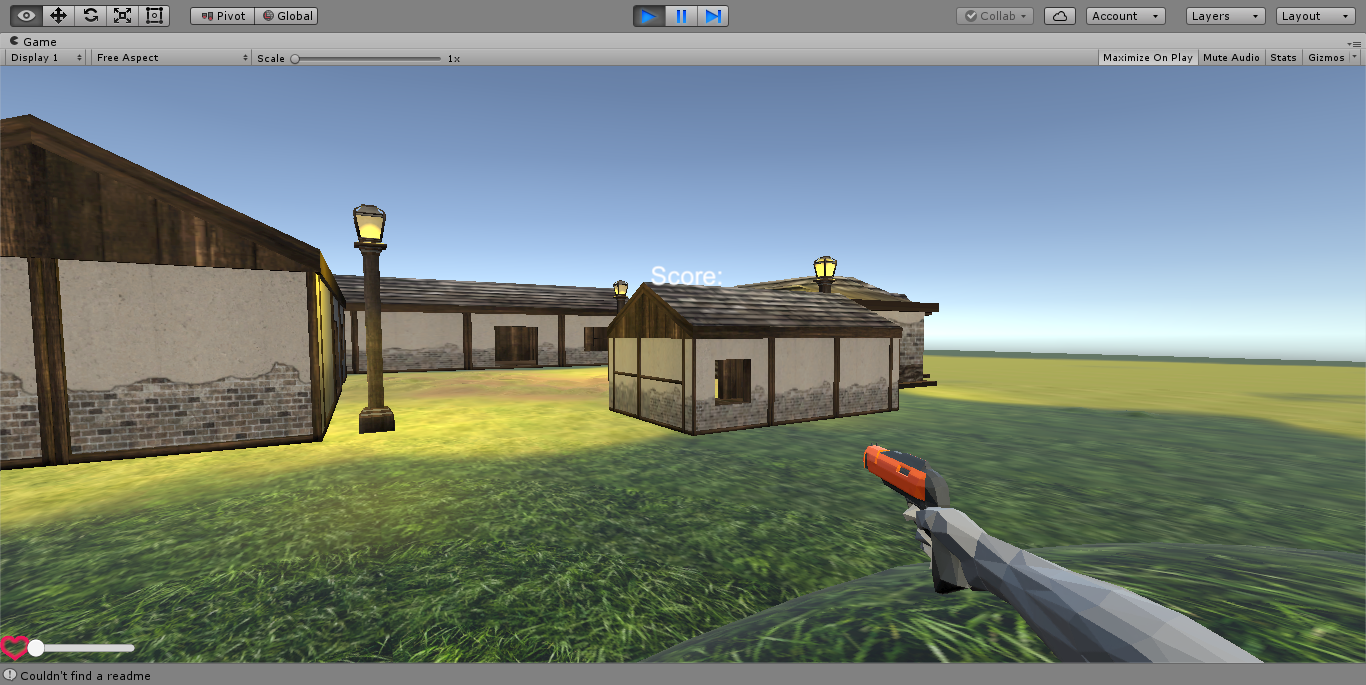 Pivot Global Collab Account Layers Layout
Game
Display 1 Free Aspect Scale 1x Maximize On Play Mute Audio Stats Gizmos
Score:
Couldn't find a readme